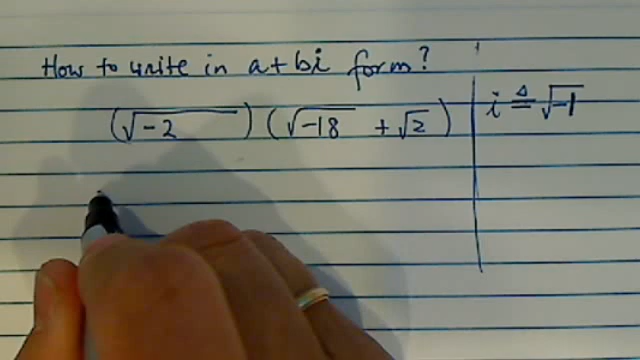 How to write in a+bi form?
(√-2) (√-18 + √2)
i ≜ √-1